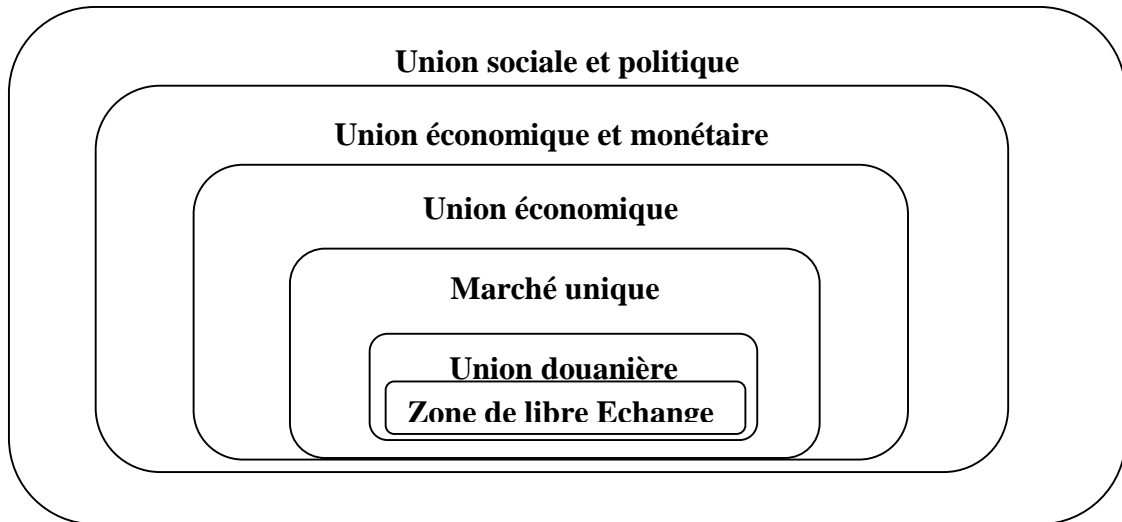 Union sociale et politique
Union économique et monétaire
Union économique
Marché unique
Union douanière
Zone de libre Echange